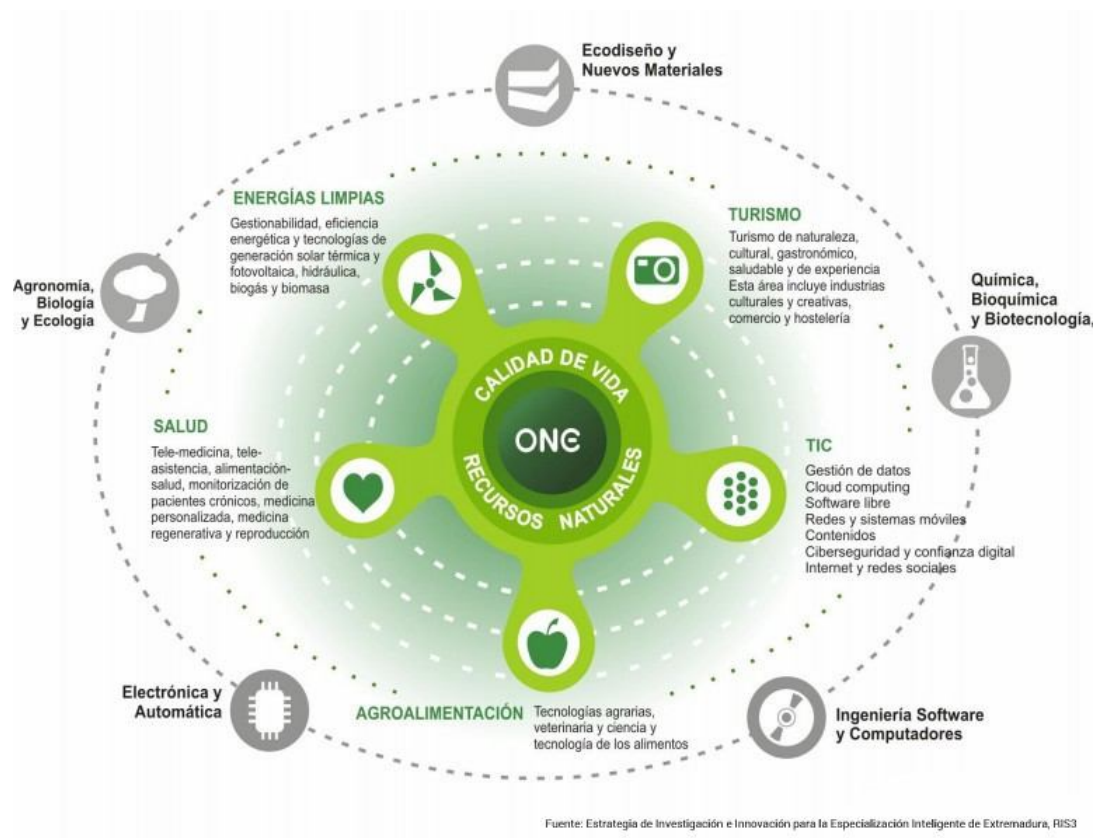 Ecodiseño y
Nuevos Materiales
ENERGÍAS LIMPIAS
Gestionabilidad, eficiencia
energética y tecnologías de
generación solar térmica y
fotovoltaica, hidráulica,
biogás y biomasa
TURISMO
Turismo de naturaleza,
cultural, gastronómico,
saludable y de experiencia
Esta área incluye industrias
culturales y creativas,
comercio y hostelería
Agronomía,
Biología
y Ecología
Química,
Bioquímica
y Biotecnología,
CALIDAD DE VIDA
ONE
RECURSOS NATURALES
SALUD
Tele-medicina, tele-
asistencia, alimentación-
salud, monitorización de
pacientes crónicos, medicina
personalizada, medicina
regenerativa y reproducción
TIC
Gestión de datos
Cloud computing
Software libre
Redes y sistemas móviles
Contenidos
Ciberseguridad y confianza digital
Internet y redes sociales
Electrónica y
Automática
AGROALIMENTACIÓN
Tecnologías agrarias,
veterinaria y ciencia y
tecnología de los alimentos
Ingeniería Software
y Computadores
Fuente: Estrategia de Investigación e Innovación para la Especialización Inteligente de Extremadura, RIS3